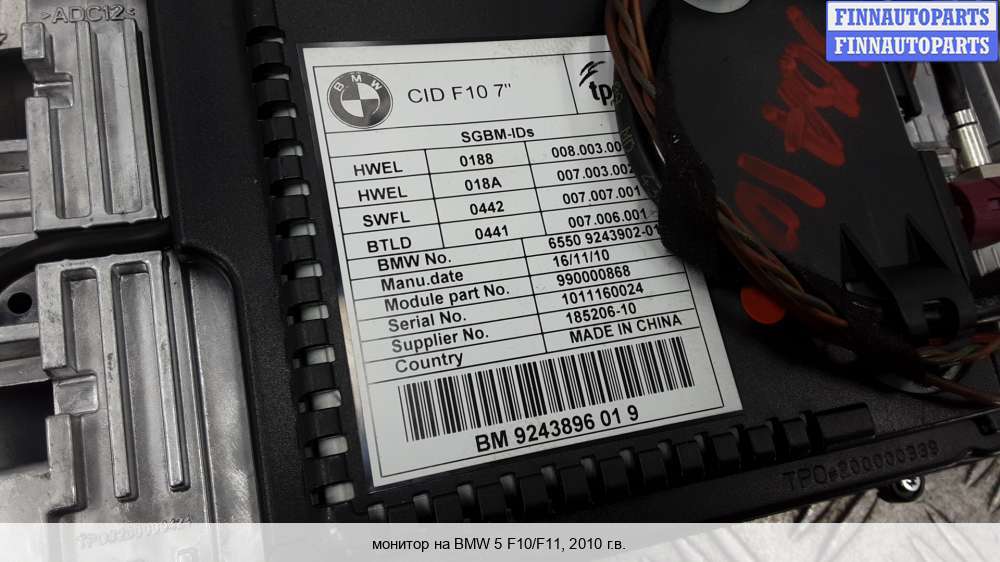 FINNAUTOPARTS
FINNAUTOPARTS
>ADC12<
BMW
CID F10 7"
SGBM-IDs
HWEL 0188
HWEL 018A 007.003.002
SWFL 0442 007.007.001
BTLD 0441 007.006.001
BMW No. 6550 9243902-01
Manu.date 16/11/10
Module part No. 990000868
Serial No. 1011160024
Supplier No. 185206-10
Country MADE IN CHINA
BM 9243896 01 9
монитор на BMW 5 F10/F11, 2010 г.в.